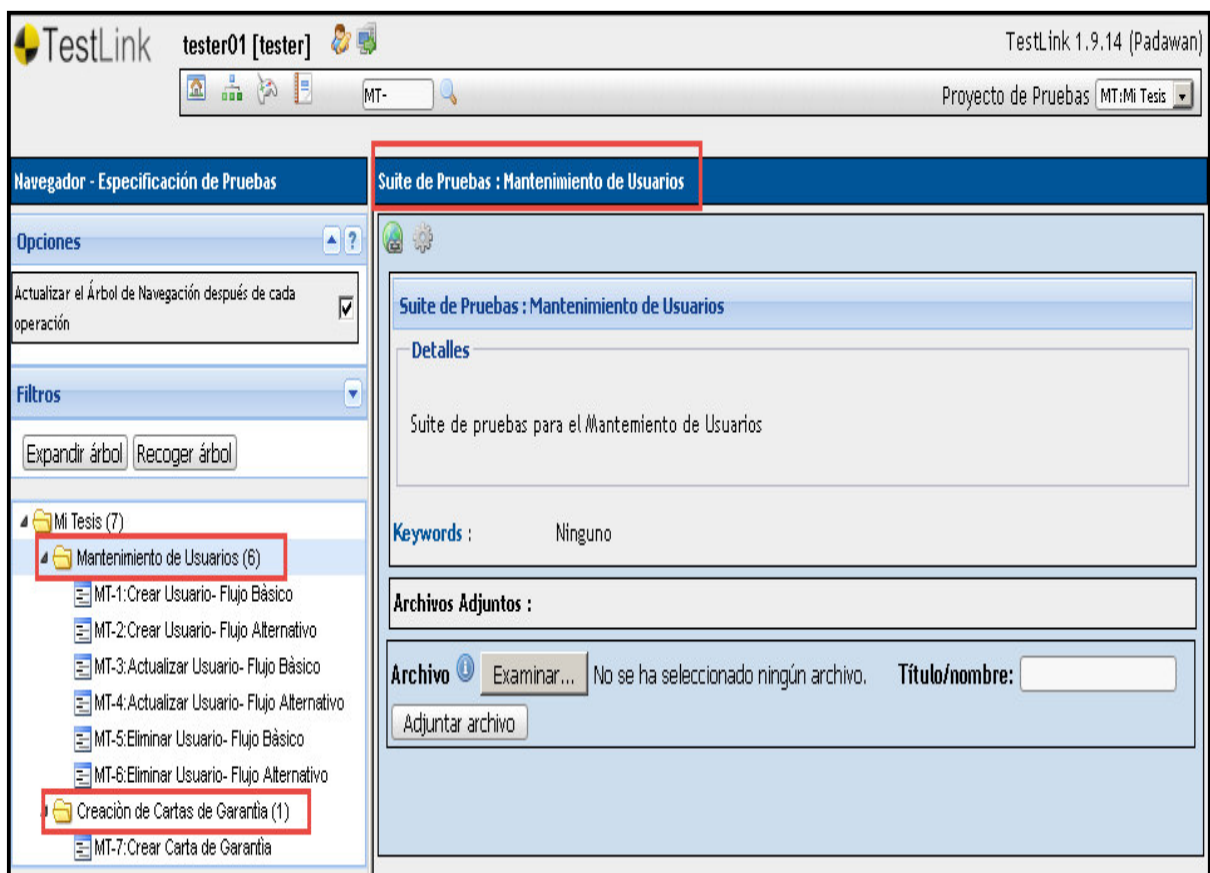 TestLink tester01 [tester] TestLink 1.9.14 (Padawan)
MT- Proyecto de Pruebas MT:Mi Tesis
Navegador - Especificación de Pruebas
Opciones ?
Actualizar el Árbol de Navegación después de cada
operación
Filtros
Expandir árbol Recoger árbol
Mi Tesis (7)
Mantenimiento de Usuarios (6)
MT-1:Crear Usuario- Flujo Bàsico
MT-2:Crear Usuario- Flujo Alternativo
MT-3:Actualizar Usuario- Flujo Bàsico
MT-4:Actualizar Usuario- Flujo Alternativo
MT-5:Eliminar Usuario- Flujo Bàsico
MT-6:Eliminar Usuario- Flujo Alternativo
Creaciòn de Cartas de Garantìa (1)
MT-7:Crear Carta de Garantìa
Suite de Pruebas : Mantenimiento de Usuarios
Suite de Pruebas : Mantenimiento de Usuarios
Detalles
Suite de pruebas para el Mantemiento de Usuarios
Keywords : Ninguno
Archivos Adjuntos :
Archivo Examinar... No se ha seleccionado ningún archivo. Título/nombre:
Adjuntar archivo